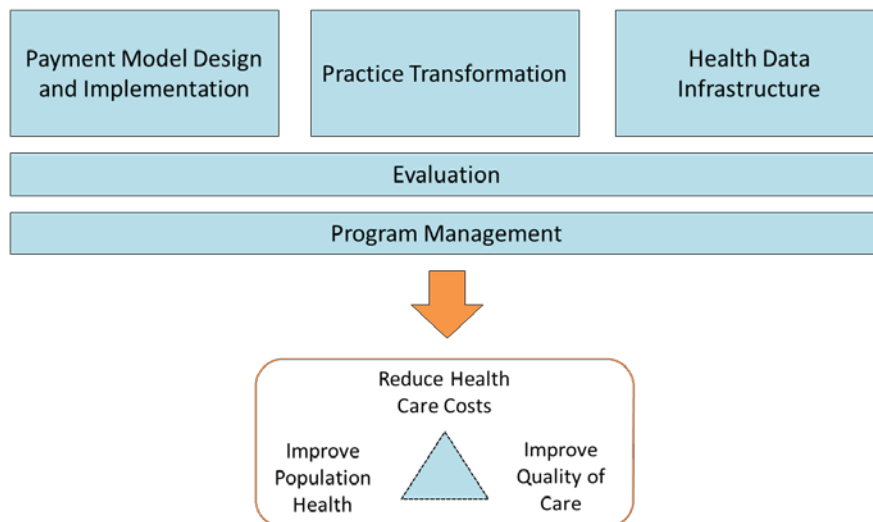 Payment Model Design
and Implementation
Practice Transformation
Health Data
Infrastructure
Evaluation
Program Management
Reduce Health
Care Costs
Improve
Population
Health
Improve
Quality of
Care